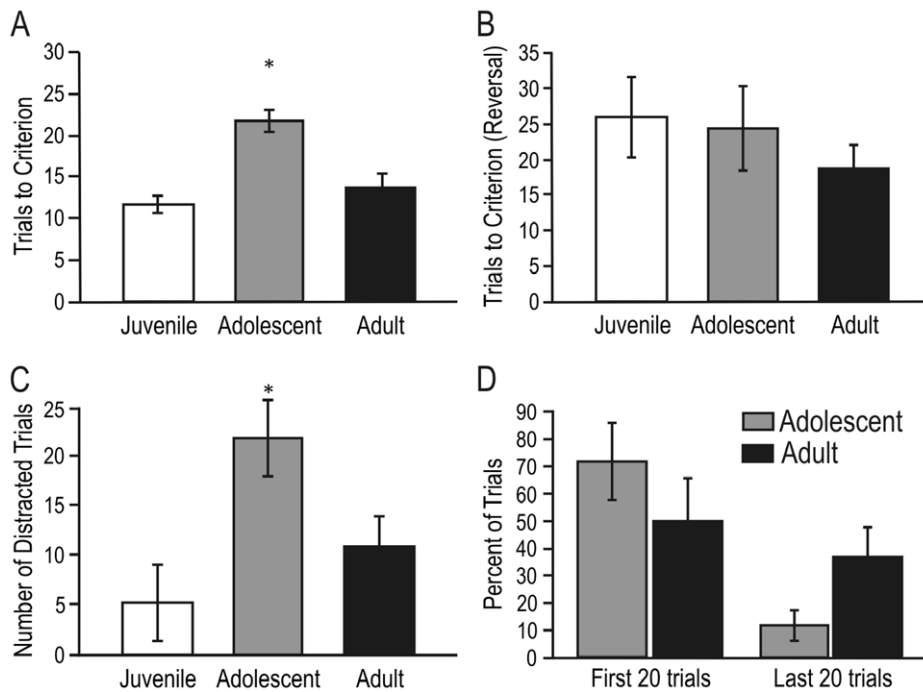 A
Trials to Criterion
30
25
20
15
10
5
0
*
Juvenile Adolescent Adult
B
Trials to Criterion (Reversal)
35
30
25
20
15
10
5
0
Juvenile Adolescent Adult
C
Number of Distracted Trials
25
20
15
10
5
0
*
Juvenile Adolescent Adult
D
Percent of Trials
90
80
70
60
50
40
30
20
10
0
Adolescent
Adult
First 20 trials Last 20 trials